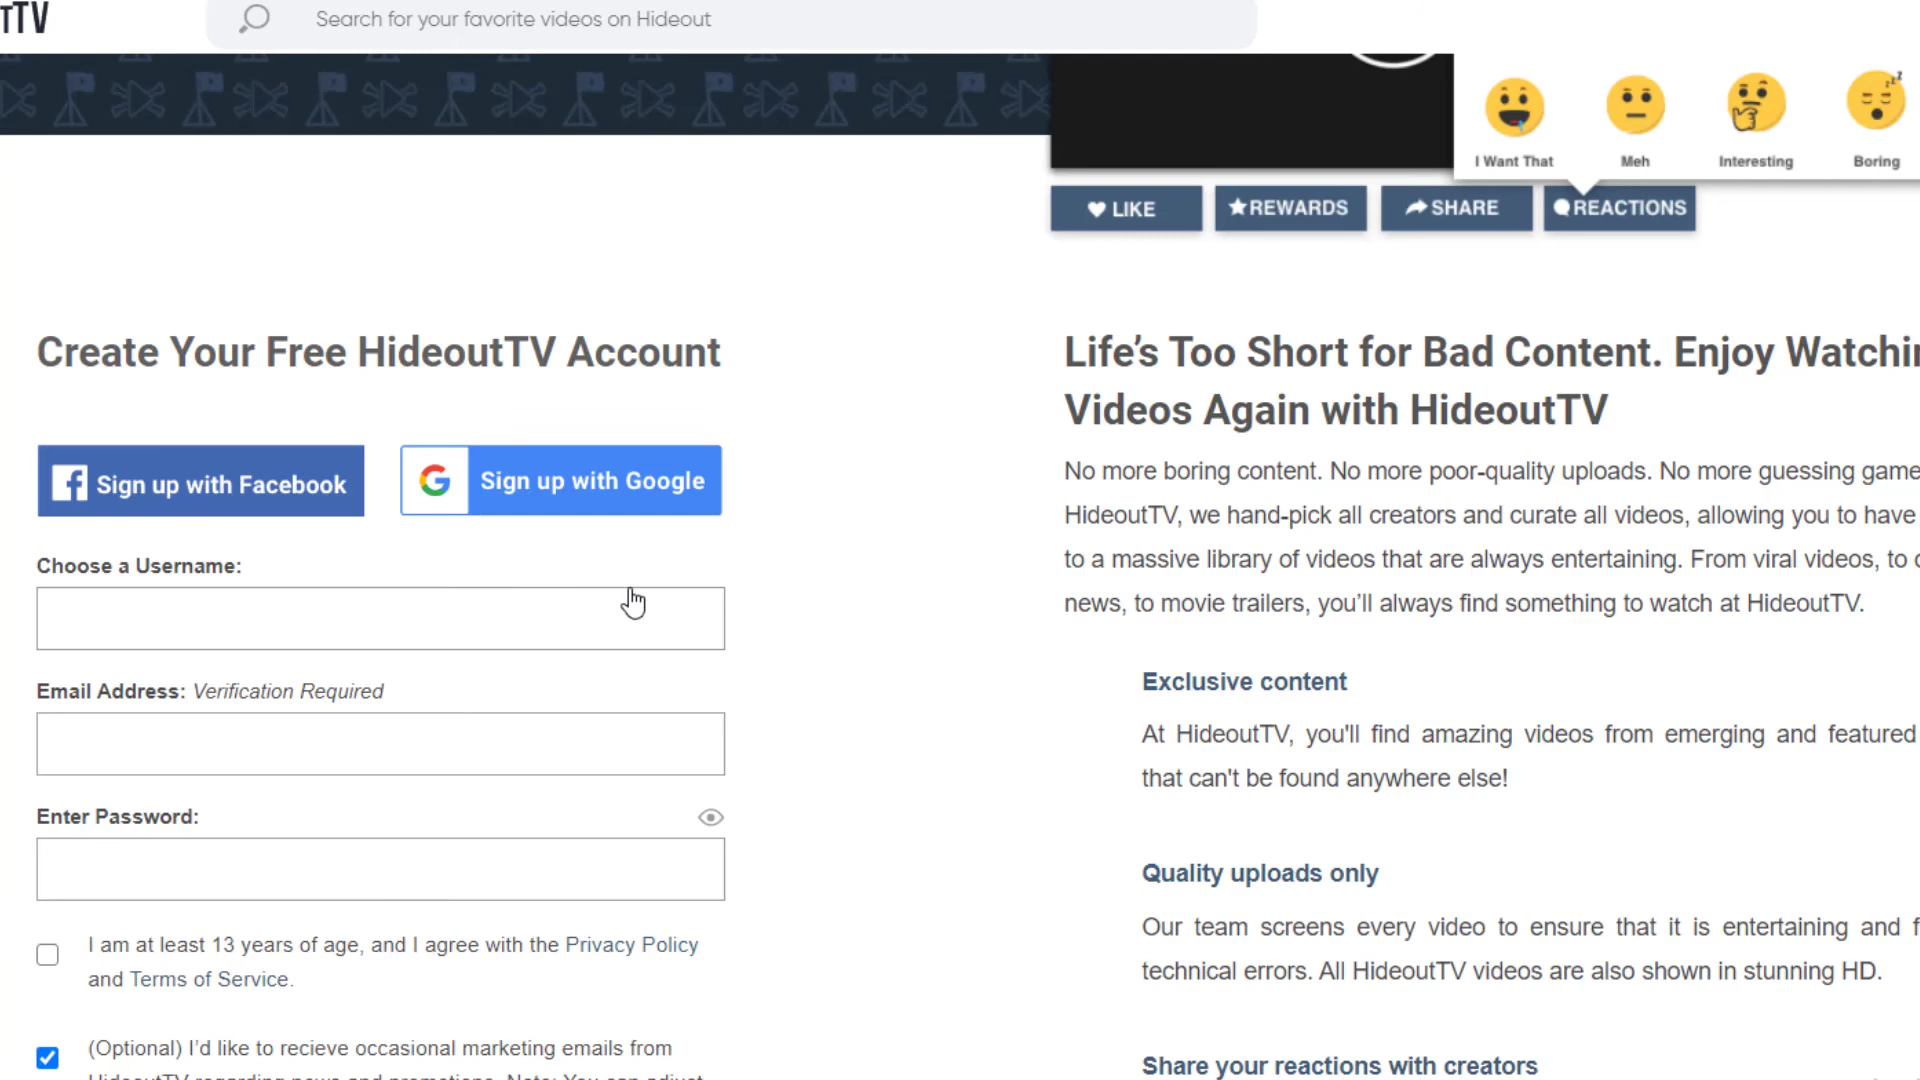 TV
Search for your favorite videos on Hideout
I Want That
Meh
Interesting
Boring
LIKE
REWARDS
SHARE
REACTIONS
Create Your Free HideoutTV Account
Sign up with Facebook
Sign up with Google
Choose a Username:
Email Address: Verification Required
Enter Password:
I am at least 13 years of age, and I agree with the Privacy Policy
and Terms of Service.
(Optional) I'd like to recieve occasional marketing emails from
HideoutTV regarding news and promotions. Note: You can adjust
Life’s Too Short for Bad Content. Enjoy
Videos Again with HideoutTV
No more boring content. No more poor-quality uploads. No more guessing
HideoutTV, we hand-pick all creators and curate all videos, allowing you to have
to a massive library of videos that are always entertaining. From viral videos, to
news, to movie trailers, you’ll always find something to watch at HideoutTV.
Exclusive content
At HideoutTV, you'll find amazing videos from emerging and featured
that can't be found anywhere else!
Quality uploads only
Our team screens every video to ensure that it is entertaining and
technical errors. All HideoutTV videos are also shown in stunning HD.
Share your reactions with creators